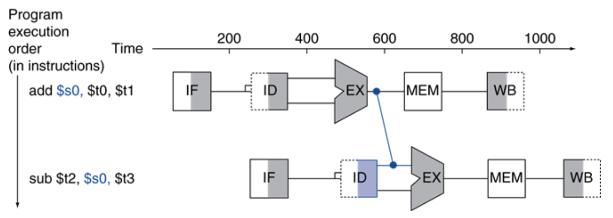 Program
execution
order
(in instructions)
Time
200 400 600 800 1000
add $s0, $t0, $t1
IF ID EX MEM WB
sub $t2, $s0, $t3
IF ID EX MEM WB